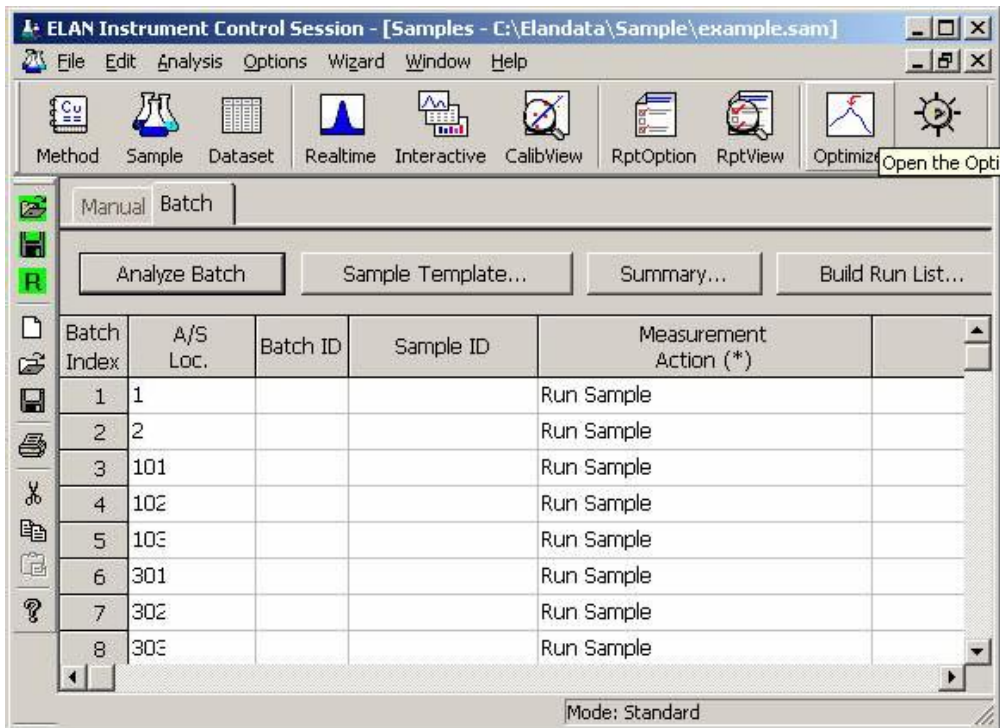 ELAN Instrument Control Session - [Samples - C:\Elandata\Sample\example.sam]
File Edit Analysis Options Wizard Window Help
Cu
Method Sample Dataset Realtime Interactive CalibView RptOption RptView Optimize
Open the Opti
Manual Batch
R
Analyze Batch Sample Template... Summary... Build Run List...
Batch Index A/S Loc. Batch ID Sample ID Measurement Action (*)
1 1 Run Sample
2 2 Run Sample
3 101 Run Sample
4 102 Run Sample
5 103 Run Sample
6 301 Run Sample
7 302 Run Sample
8 303 Run Sample
Mode: Standard